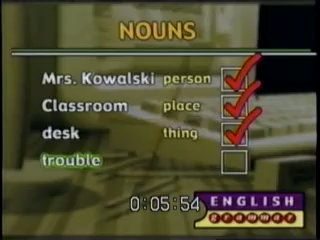 NOUNS
Mrs. Kowalski person
Classroom place
desk thing
trouble
0:05:54
ENGLISH
grammar